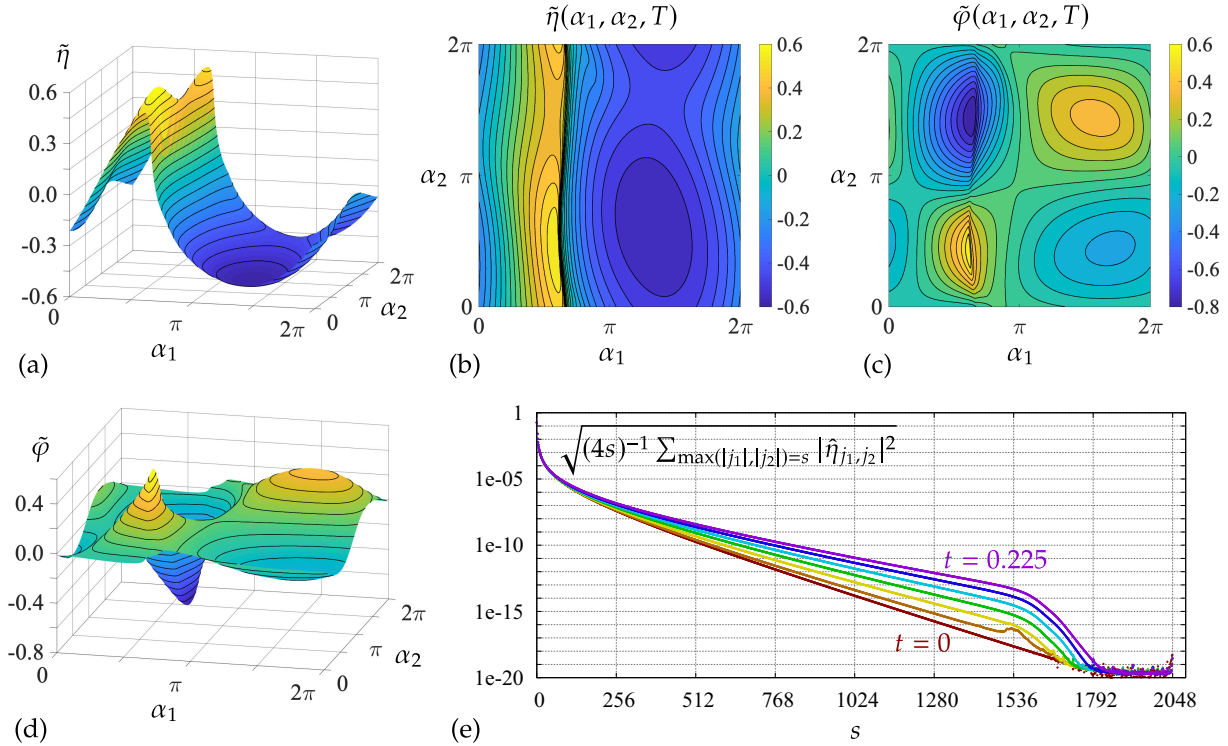 η̃
0.6
0.3
0.0
-0.3
-0.6
0
π
2π
α₁
0
π
2π
α₂
(a)
η̃(α₁, α₂, T)
2π
α₂ π
0
0
π
2π
α₁
0.6
0.4
0.2
0
-0.2
-0.4
-0.6
(b)
φ̃(α₁, α₂, T)
2π
α₂ π
0
0
π
2π
α₁
0.6
0.4
0.2
0
-0.2
-0.4
-0.6
-0.8
(c)
φ̃
0.4
0.0
-0.4
-0.8
0
π
2π
α₁
0
π
2π
α₂
(d)
√((4s)⁻¹ ∑_{max(|j₁|,|j₂|)=s} |η̂_{j₁,j₂}|²)
1
1e-05
1e-10
1e-15
1e-20
t = 0.225
t = 0
0 256 512 768 1024 1280 1536 1792 2048
s
(e)